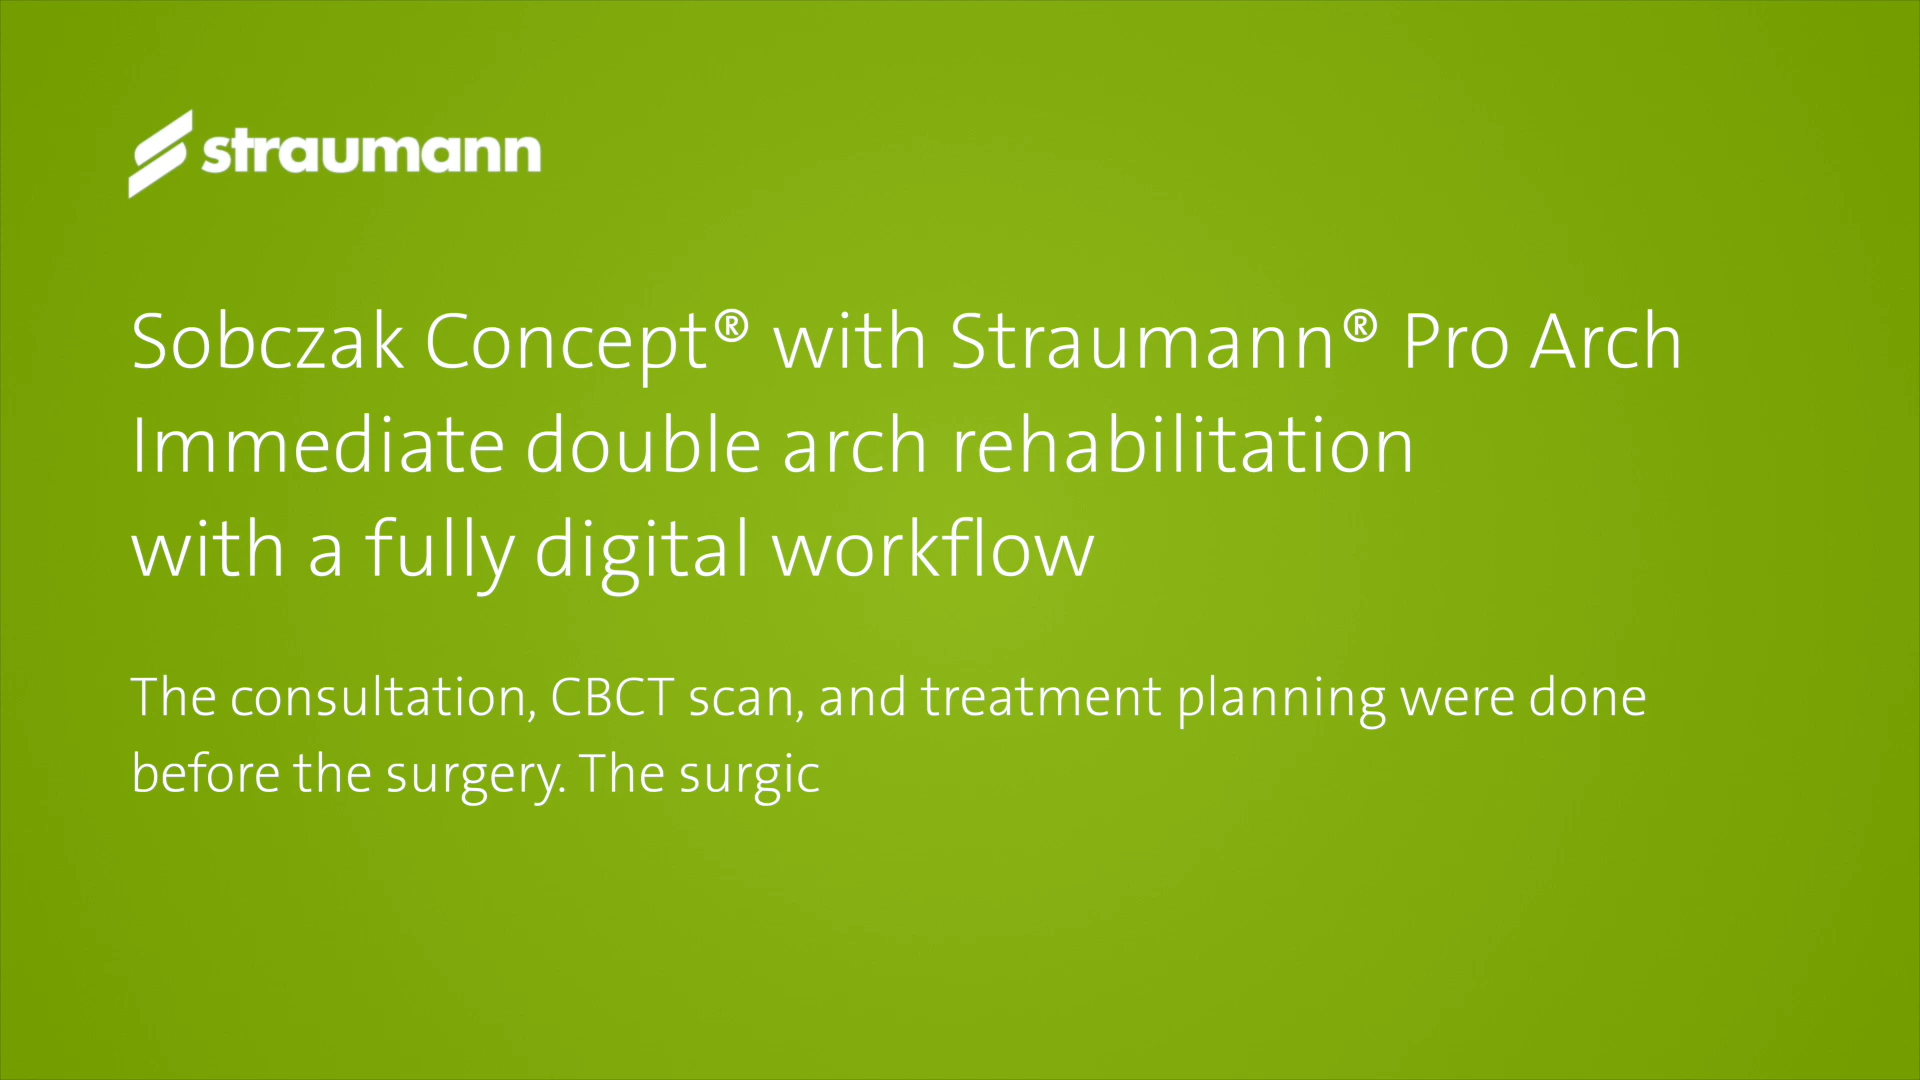 straumann
Sobczak Concept® with Straumann® Pro Arch
Immediate double arch rehabilitation
with a fully digital workflow
The consultation, CBCT scan, and treatment planning were done
before the surgery. The surgic